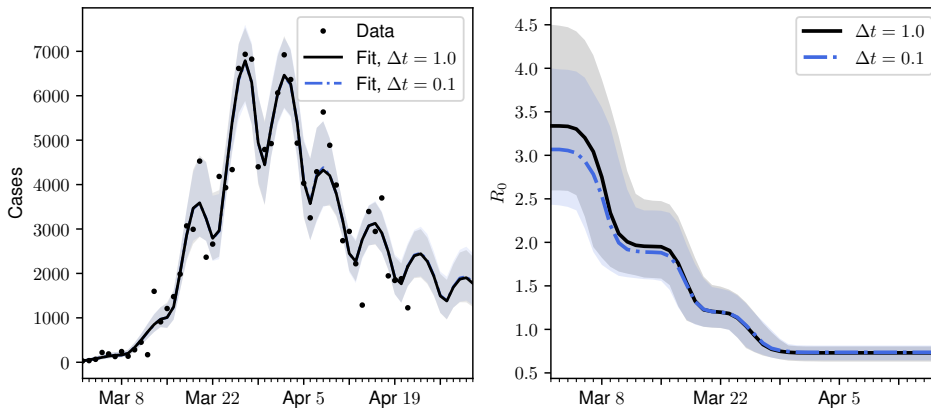 Data
Fit, Δt = 1.0
Fit, Δt = 0.1
7000
6000
5000
4000
3000
2000
1000
0
Cases
Mar 8
Mar 22
Apr 5
Apr 19
Δt = 1.0
Δt = 0.1
4.5
4.0
3.5
3.0
2.5
2.0
1.5
1.0
0.5
R₀
Mar 8
Mar 22
Apr 5